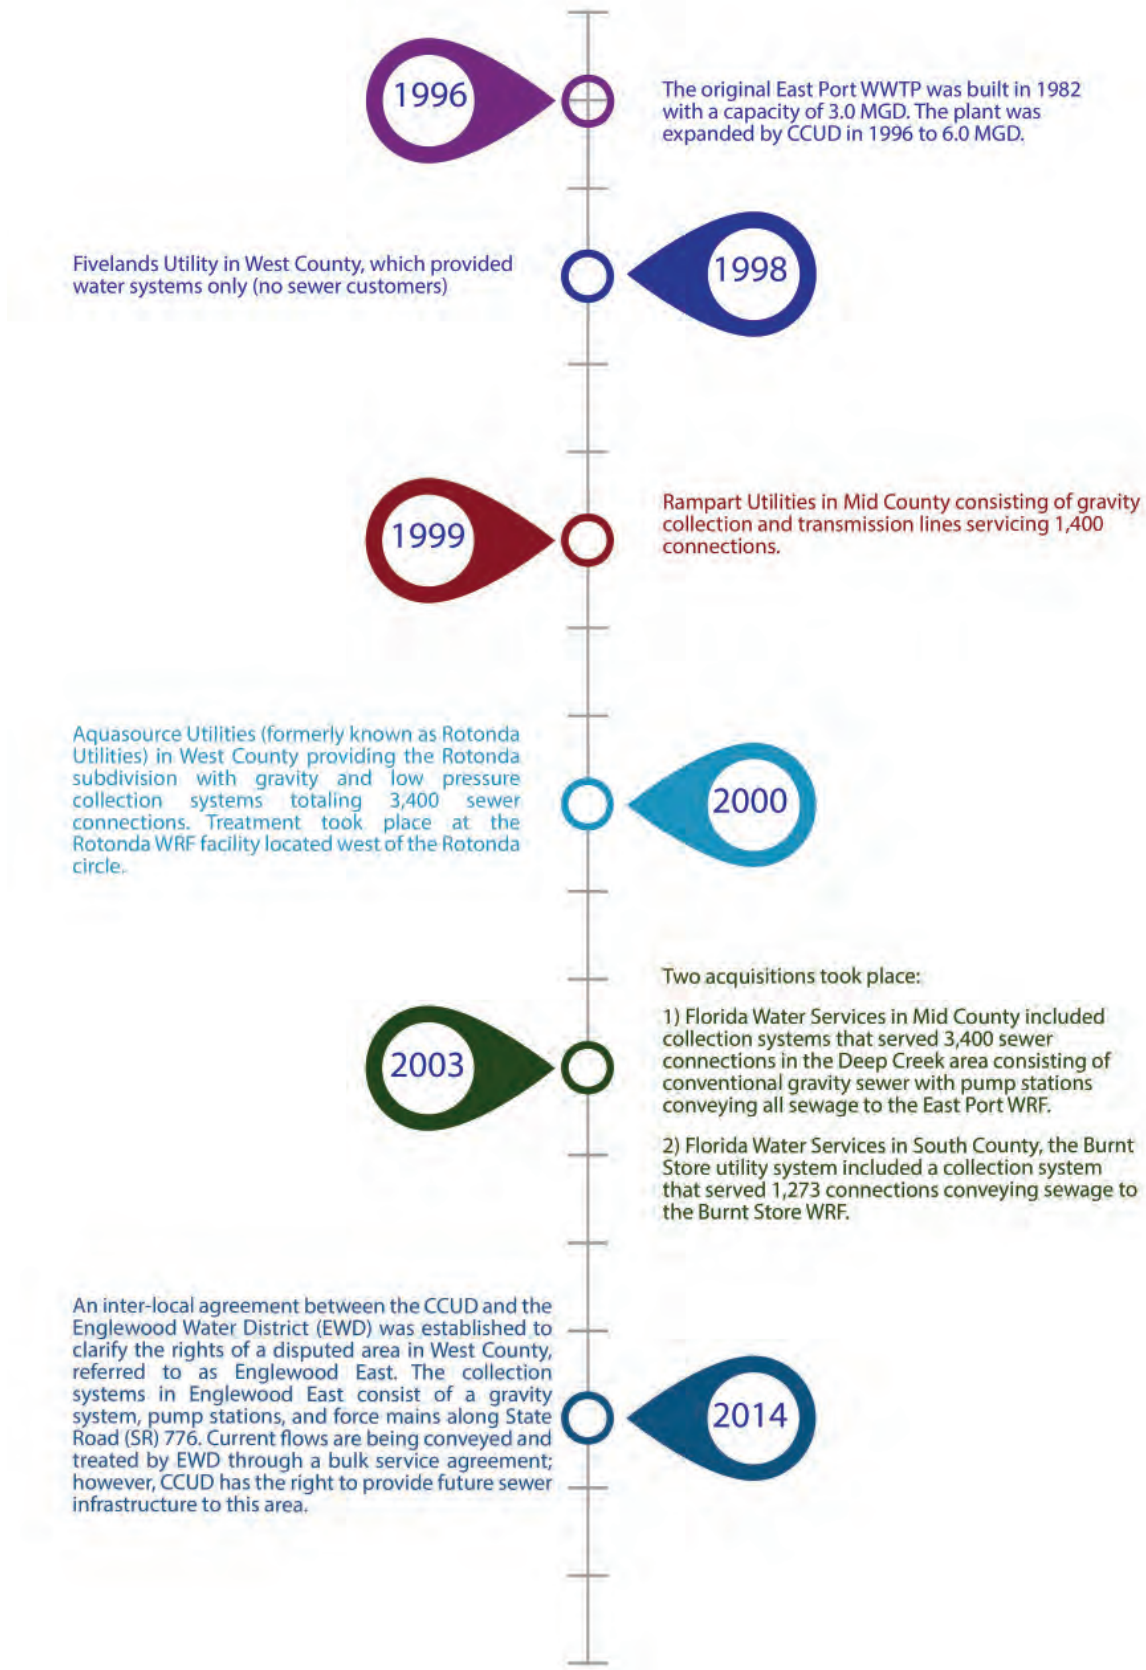 1996
The original East Port WWTP was built in 1982
with a capacity of 3.0 MGD. The plant was
expanded by CCUD in 1996 to 6.0 MGD.
Fivelands Utility in West County, which provided
water systems only (no sewer customers)
1998
1999
Rampart Utilities in Mid County consisting of gravity
collection and transmission lines servicing 1,400
connections.
Aquasource Utilities (formerly known as Rotonda
Utilities) in West County providing the Rotonda
subdivision with gravity and low pressure
collection systems totaling 3,400 sewer
connections. Treatment took place at the
Rotonda WRF facility located west of the Rotonda
circle.
2000
2003
Two acquisitions took place:
1) Florida Water Services in Mid County included
collection systems that served 3,400 sewer
connections in the Deep Creek area consisting of
conventional gravity sewer with pump stations
conveying all sewage to the East Port WRF.
2) Florida Water Services in South County, the Burnt
Store utility system included a collection system
that served 1,273 connections conveying sewage to
the Burnt Store WRF.
An inter-local agreement between the CCUD and the
Englewood Water District (EWD) was established to
clarify the rights of a disputed area in West County,
referred to as Englewood East. The collection
systems in Englewood East consist of a gravity
system, pump stations, and force mains along State
Road (SR) 776. Current flows are being conveyed and
treated by EWD through a bulk service agreement;
however, CCUD has the right to provide future sewer
infrastructure to this area.
2014